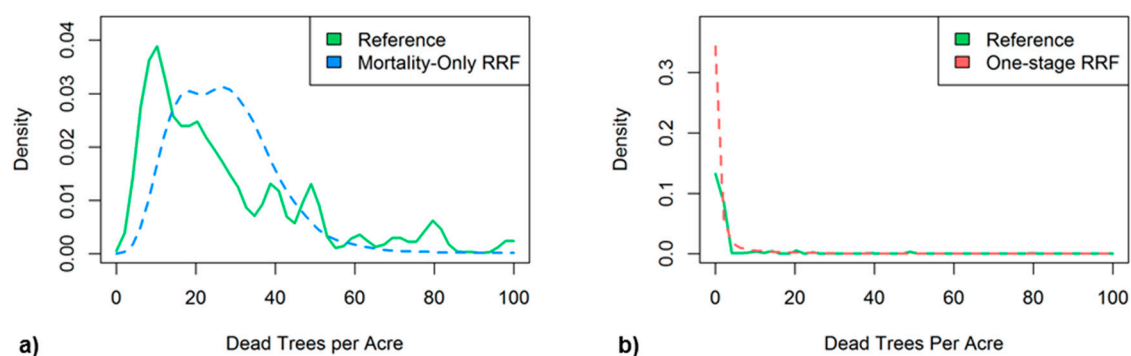 Reference
Mortality-Only RRF
Density
0.00
0.01
0.02
0.03
0.04
0
20
40
60
80
100
Dead Trees per Acre
a)
Reference
One-stage RRF
Density
0.0
0.1
0.2
0.3
0
20
40
60
80
100
Dead Trees Per Acre
b)